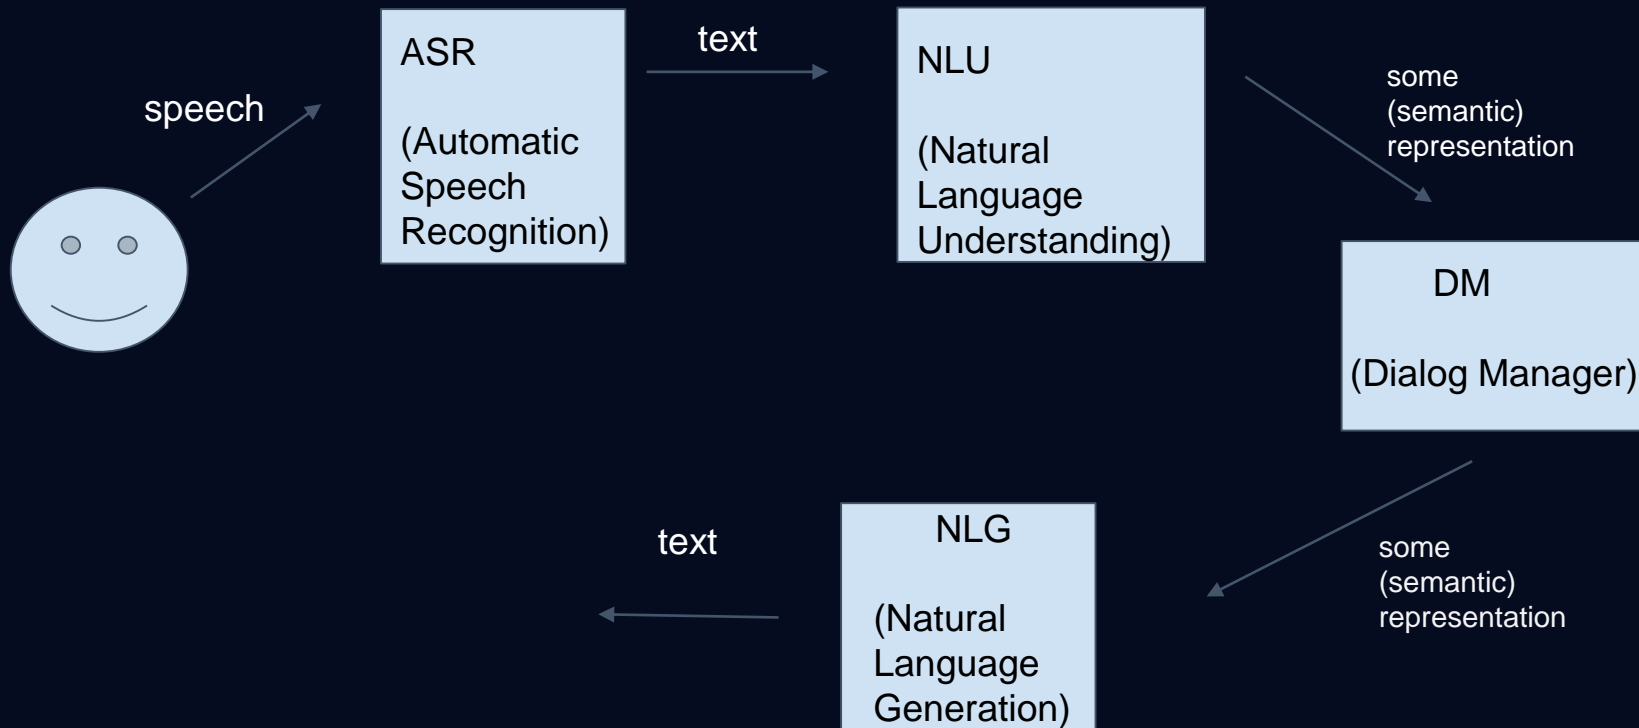 speech
ASR
(Automatic
Speech
Recognition)
text
NLU
(Natural
Language
Understanding)
some
(semantic)
representation
DM
(Dialog Manager)
some
(semantic)
representation
NLG
(Natural
Language
Generation)
text